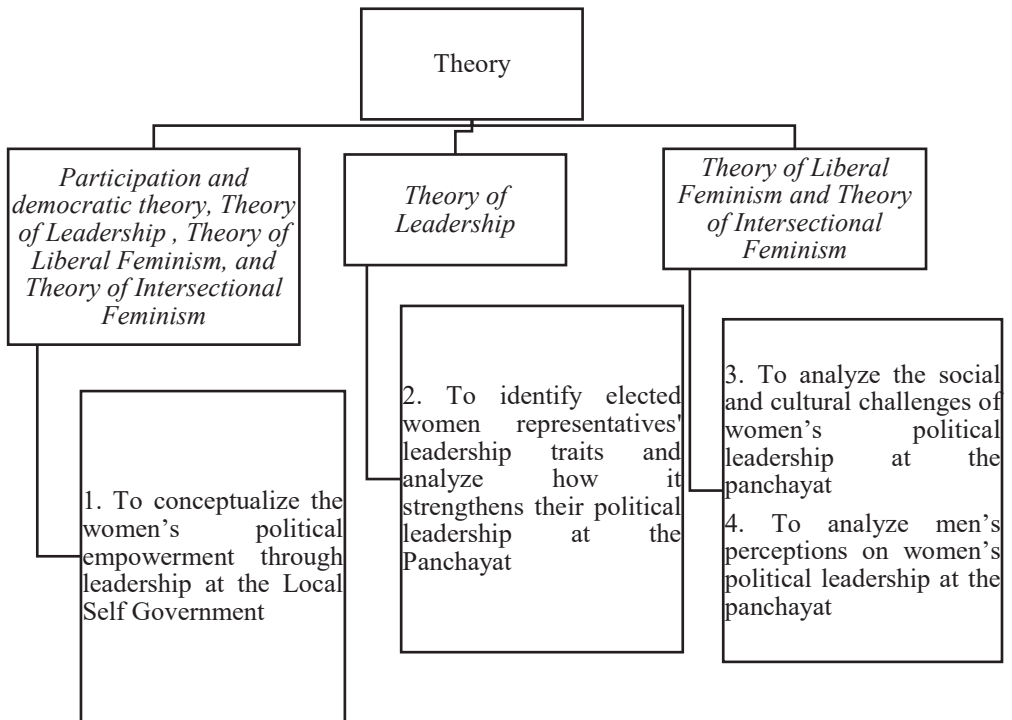 Theory
Participation and
democratic theory, Theory
of Leadership , Theory of
Liberal Feminism, and
Theory of Intersectional
Feminism
1. To conceptualize the
women’s political
empowerment through
leadership at the Local
Self Government
Theory of
Leadership
2. To identify elected
women representatives'
leadership traits and
analyze how it
strengthens their political
leadership at the
Panchayat
Theory of Liberal
Feminism and Theory
of Intersectional
Feminism
3. To analyze the social
and cultural challenges of
women’s political
leadership at the
panchayat
4. To analyze men’s
perceptions on women’s
political leadership at the
panchayat